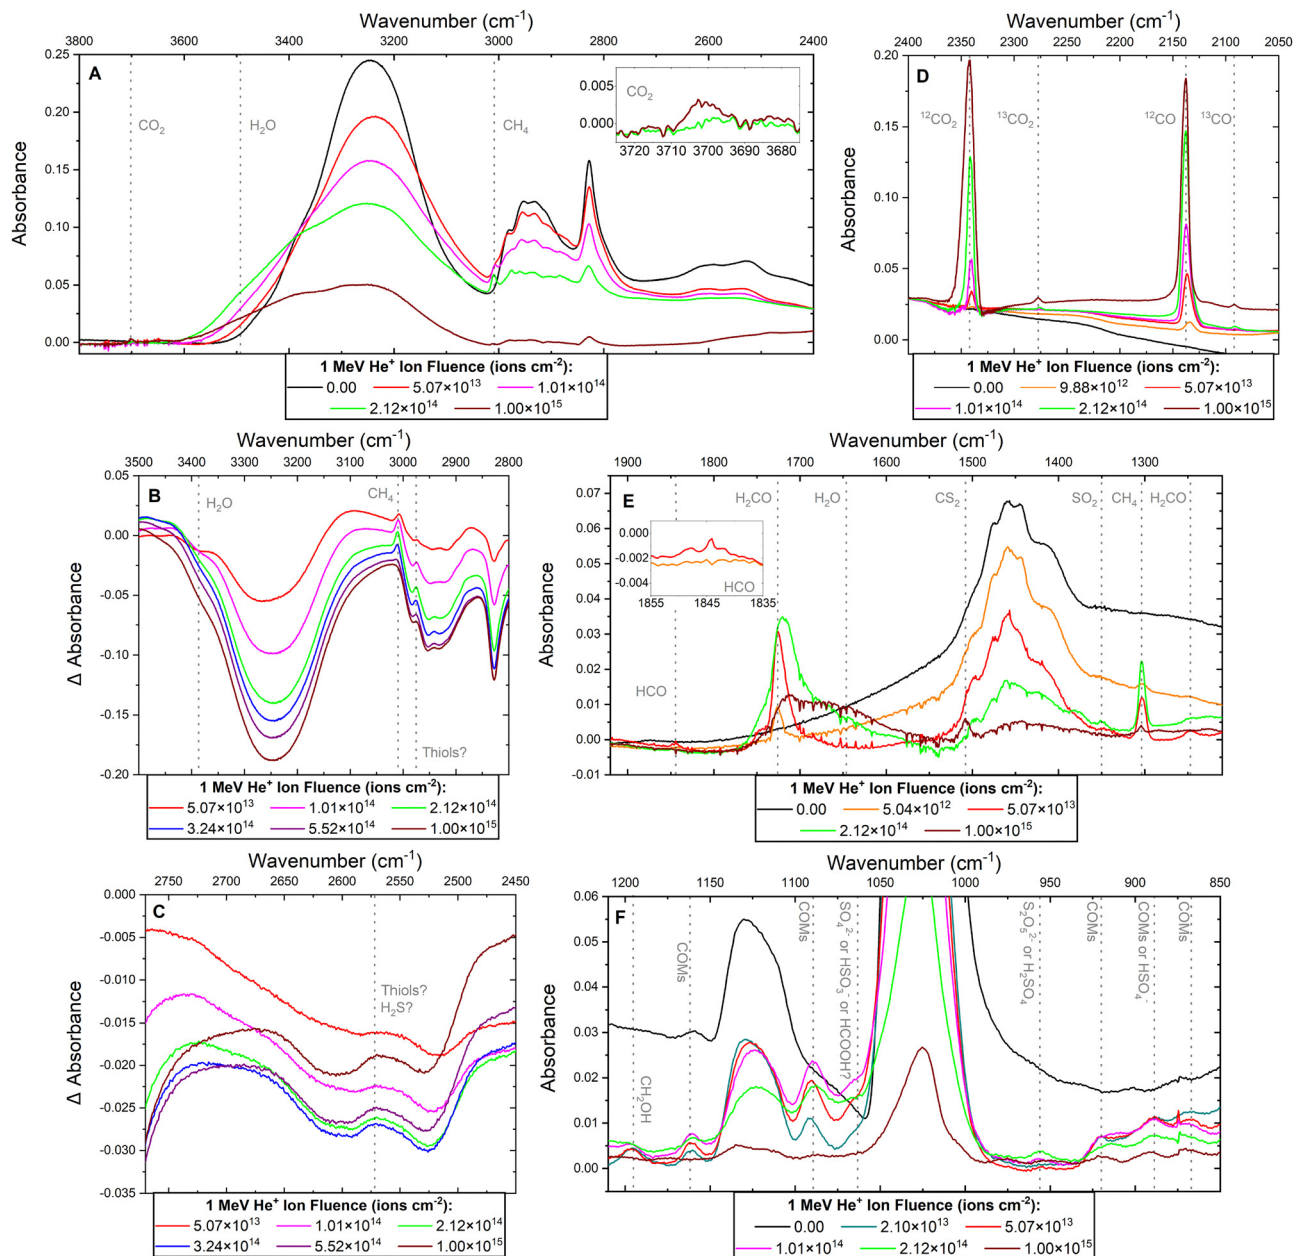 Wavenumber (cm⁻¹)
3800 3600 3400 3200 3000 2800 2600 2400
A
Absorbance
0.25
0.20
0.15
0.10
0.05
0.00
CO₂
H₂O
CH₄
CO₂
0.005
0.000
3720 3710 3700 3690 3680
1 MeV He⁺ Ion Fluence (ions cm⁻²):
0.00 5.07×10¹³ 1.01×10¹⁴
2.12×10¹⁴ 1.00×10¹⁵
Wavenumber (cm⁻¹)
2400 2350 2300 2250 2200 2150 2100 2050
D
Absorbance
0.20
0.15
0.10
0.05
0.00
¹²CO₂ ¹³CO₂ ¹²CO ¹³CO
1 MeV He⁺ Ion Fluence (ions cm⁻²):
0.00 9.88×10¹² 5.07×10¹³
1.01×10¹⁴ 2.12×10¹⁴ 1.00×10¹⁵
Wavenumber (cm⁻¹)
3500 3400 3300 3200 3100 3000 2900 2800
B
Δ Absorbance
0.05
0.00
-0.05
-0.10
-0.15
-0.20
H₂O
CH₄
Thiols?
1 MeV He⁺ Ion Fluence (ions cm⁻²):
5.07×10¹³ 1.01×10¹⁴ 2.12×10¹⁴
3.24×10¹⁴ 5.52×10¹⁴ 1.00×10¹⁵
Wavenumber (cm⁻¹)
1900 1800 1700 1600 1500 1400 1300
E
Absorbance
0.07
0.06
0.05
0.04
0.03
0.02
0.01
0.00
-0.01
H₂CO H₂O CS₂ SO₂ CH₄ H₂CO
HCO
0.000
-0.002
-0.004
HCO
1855 1845 1835
1 MeV He⁺ Ion Fluence (ions cm⁻²):
0.00 5.04×10¹² 5.07×10¹³
2.12×10¹⁴ 1.00×10¹⁵
Wavenumber (cm⁻¹)
2750 2700 2650 2600 2550 2500 2450
C
Δ Absorbance
0.000
-0.005
-0.010
-0.015
-0.020
-0.025
-0.030
-0.035
Thiols?
H₂S?
1 MeV He⁺ Ion Fluence (ions cm⁻²):
5.07×10¹³ 1.01×10¹⁴ 2.12×10¹⁴
3.24×10¹⁴ 5.52×10¹⁴ 1.00×10¹⁵
Wavenumber (cm⁻¹)
1200 1150 1100 1050 1000 950 900 850
F
Absorbance
0.06
0.05
0.04
0.03
0.02
0.01
0.00
CH₂OH
COMs
COMs
SO₄²⁻ or HSO₃⁻ or HCOOH?
S₂O₅²⁻ or H₂SO₄
COMs
COMs or HSO₄⁻
COMs
1 MeV He⁺ Ion Fluence (ions cm⁻²):
0.00 2.10×10¹³ 5.07×10¹³
1.01×10¹⁴ 2.12×10¹⁴ 1.00×10¹⁵